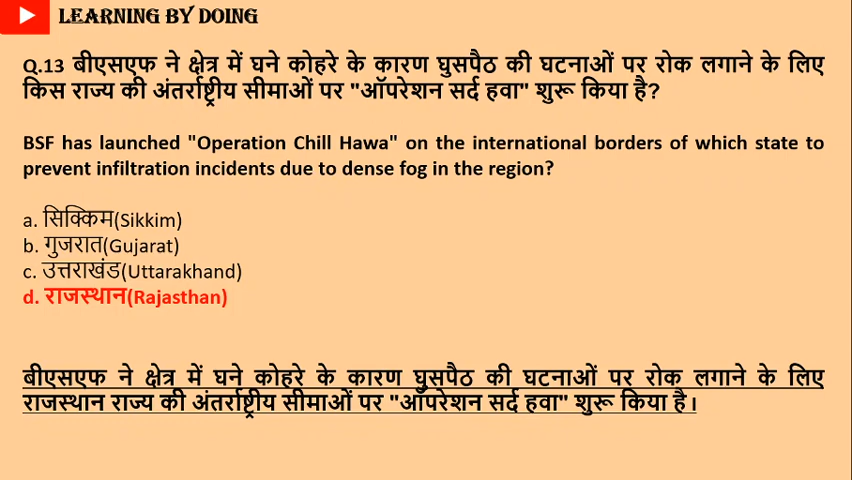 LEARNING BY DOING
Q.13 बीएसएफ ने क्षेत्र में घने कोहरे के कारण घुसपैठ की घटनाओं पर रोक लगाने के लिए
किस राज्य की अंतर्राष्ट्रीय सीमाओं पर "ऑपरेशन सर्द हवा" शुरू किया है?
BSF has launched "Operation Chill Hawa" on the international borders of which state to
prevent infiltration incidents due to dense fog in the region?
a. सिक्किम(Sikkim)
b. गुजरात(Gujarat)
c. उत्तराखंड(Uttarakhand)
d. राजस्थान(Rajasthan)
बीएसएफ ने क्षेत्र में घने कोहरे के कारण घुसपैठ की घटनाओं पर रोक लगाने के लिए
राजस्थान राज्य की अंतर्राष्ट्रीय सीमाओं पर "ऑपरेशन सर्द हवा" शुरू किया है।